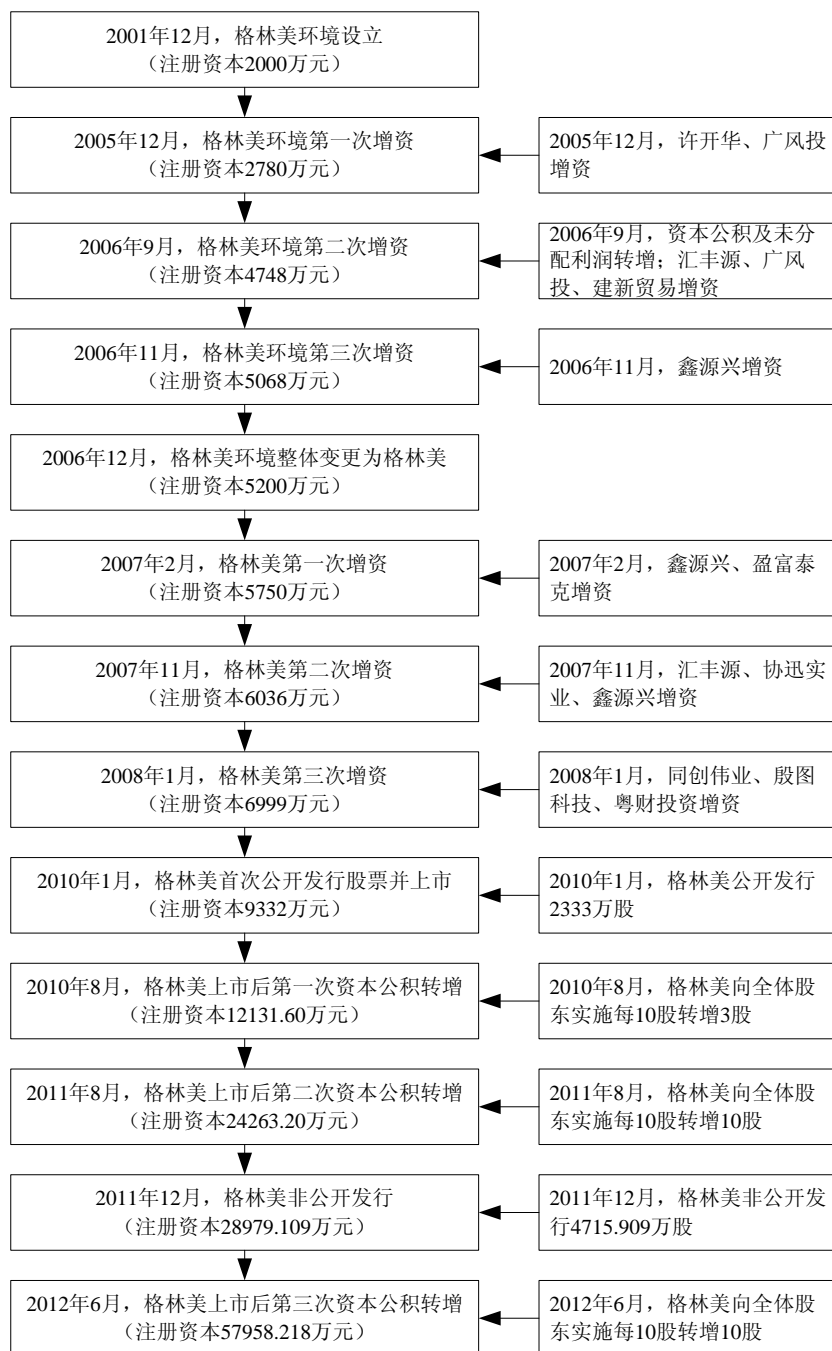 2001年12月，格林美环境设立
（注册资本2000万元）
2005年12月，格林美环境第一次增资
（注册资本2780万元）
2005年12月，许开华、广风投
增资
2006年9月，格林美环境第二次增资
（注册资本4748万元）
2006年9月，资本公积及未分
配利润转增；汇丰源、广风
投、建新贸易增资
2006年11月，格林美环境第三次增资
（注册资本5068万元）
2006年11月，鑫源兴增资
2006年12月，格林美环境整体变更为格林美
（注册资本5200万元）
2007年2月，格林美第一次增资
（注册资本5750万元）
2007年2月，鑫源兴、盈富泰
克增资
2007年11月，格林美第二次增资
（注册资本6036万元）
2007年11月，汇丰源、协迅实
业、鑫源兴增资
2008年1月，格林美第三次增资
（注册资本6999万元）
2008年1月，同创伟业、殷图
科技、粤财投资增资
2010年1月，格林美首次公开发行股票并上市
（注册资本9332万元）
2010年1月，格林美公开发行
2333万股
2010年8月，格林美上市后第一次资本公积转增
（注册资本12131.60万元）
2010年8月，格林美向全体股
东实施每10股转增3股
2011年8月，格林美上市后第二次资本公积转增
（注册资本24263.20万元）
2011年8月，格林美向全体股
东实施每10股转增10股
2011年12月，格林美非公开发行
（注册资本28979.109万元）
2011年12月，格林美非公开发
行4715.909万股
2012年6月，格林美上市后第三次资本公积转增
（注册资本57958.218万元）
2012年6月，格林美向全体股
东实施每10股转增10股